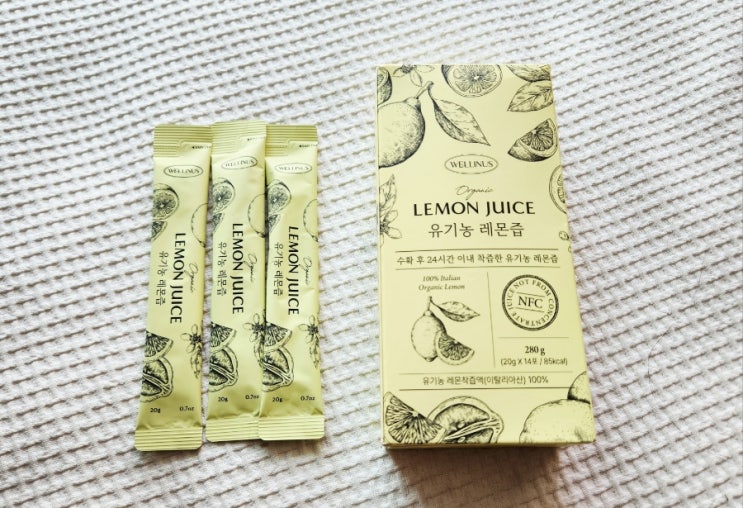 WELLINUS
Organic
LEMON JUICE
유기농 레몬즙
20g 0.7oz
WELLINUS
Organic
LEMON JUICE
유기농 레몬즙
20g 0.7oz
WELLINUS
Organic
LEMON JUICE
유기농 레몬즙
20g 0.7oz
WELLINUS
Organic
LEMON JUICE
유기농 레몬즙
수확 후 24시간 이내 착즙한 유기농 레몬즙
100% Italian
Organic Lemon
JUICE NOT FROM CONCENTRATE
NFC
280 g
(20g X 14포 / 85kcal)
유기농 레몬착즙액(이탈리아산) 100%